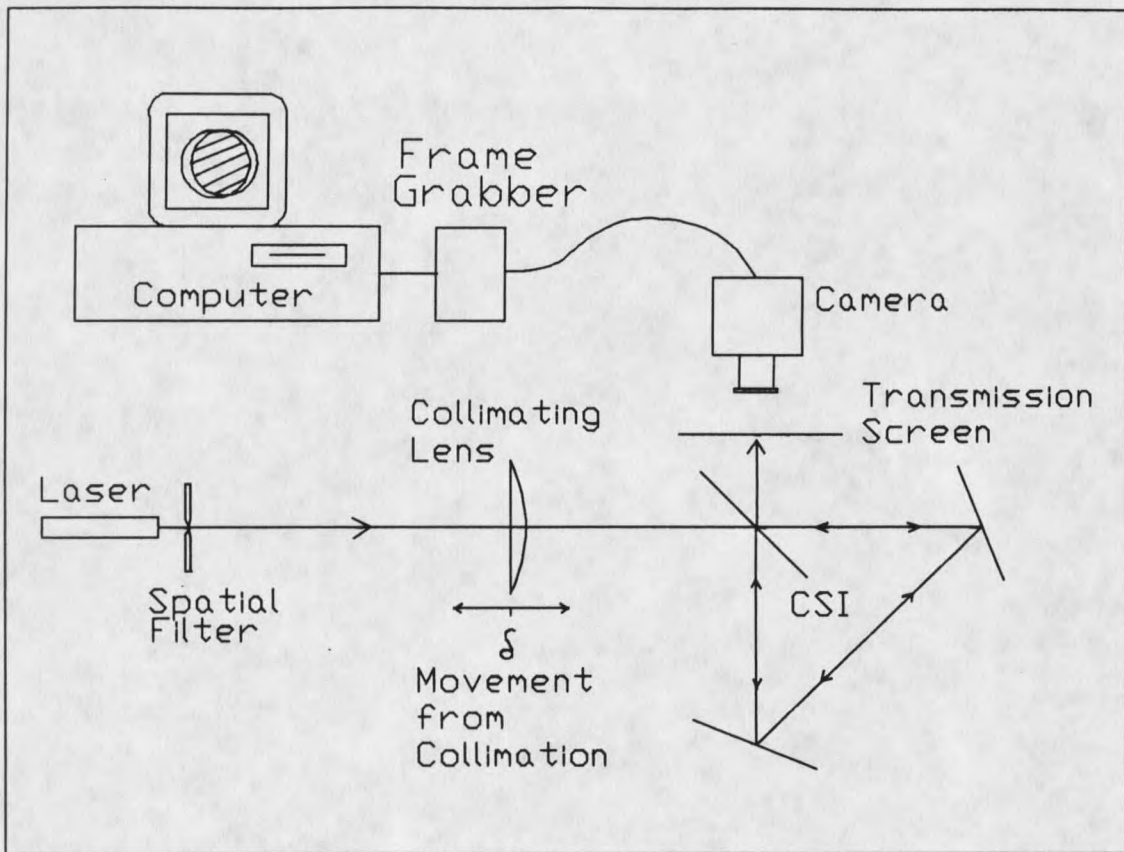 Frame
Grabber
Computer
Camera
Collimating
Lens
Transmission
Screen
Laser
Spatial
Filter
CSI
δ
Movement
from
Collimation